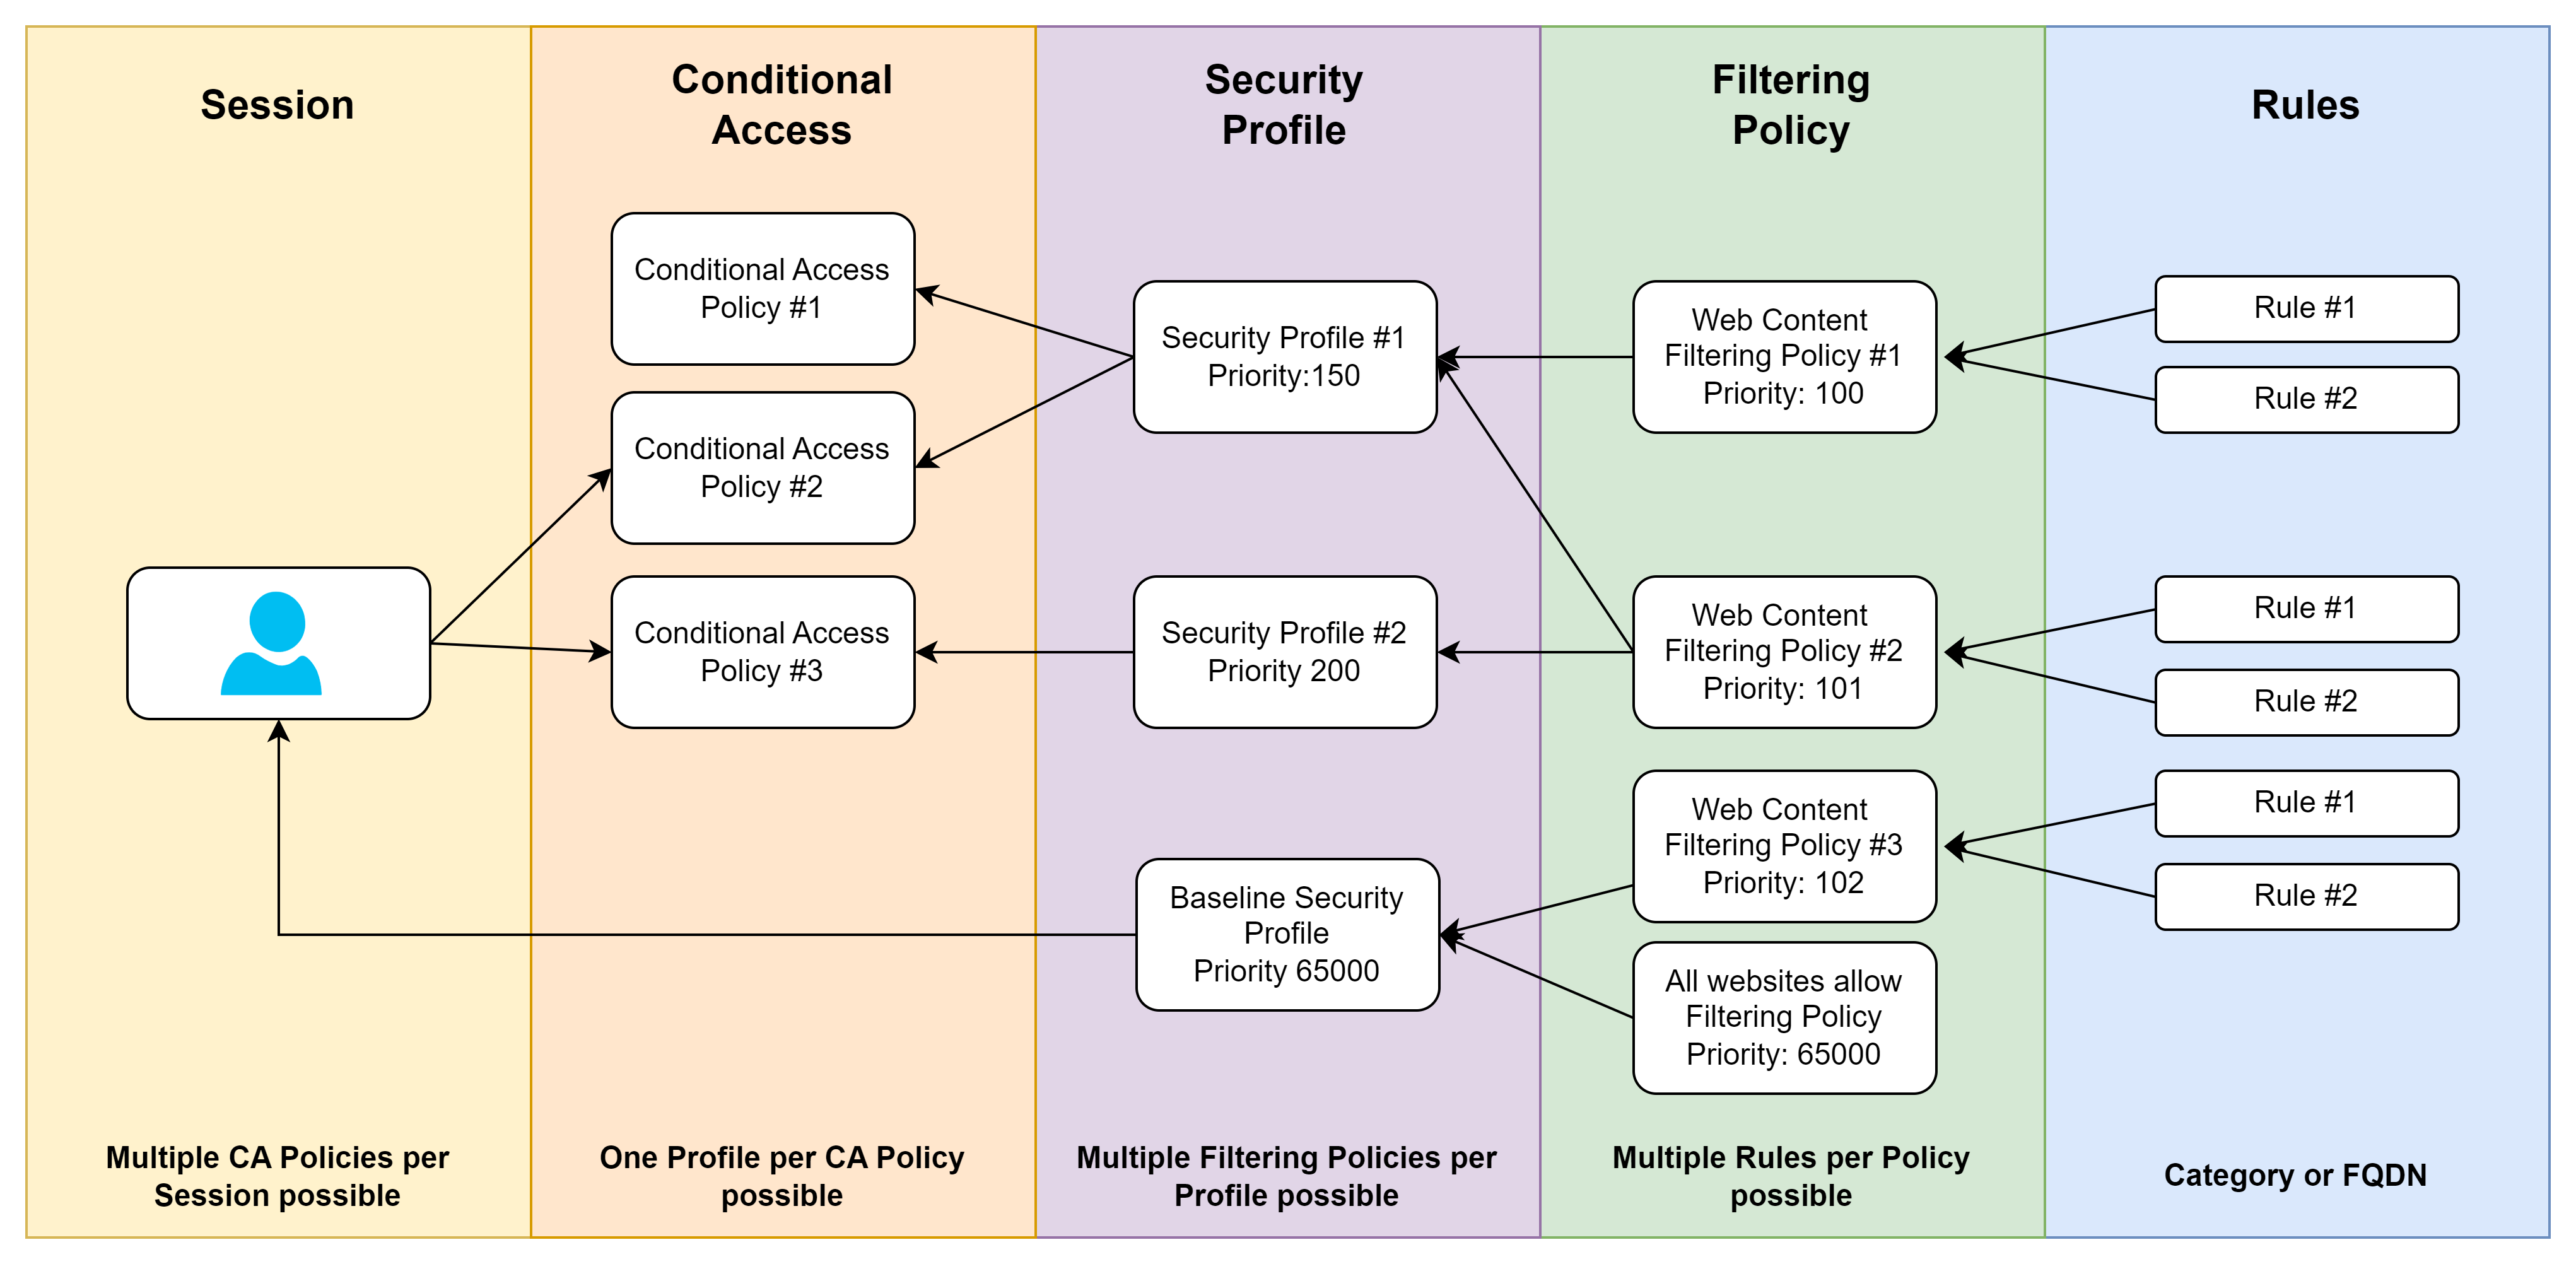 Session
Conditional
Access
Security
Profile
Filtering
Policy
Rules
Conditional Access
Policy #1
Conditional Access
Policy #2
Conditional Access
Policy #3
Security Profile #1
Priority:150
Security Profile #2
Priority 200
Baseline Security
Profile
Priority 65000
Web Content
Filtering Policy #1
Priority: 100
Web Content
Filtering Policy #2
Priority: 101
Web Content
Filtering Policy #3
Priority: 102
All websites allow
Filtering Policy
Priority: 65000
Rule #1
Rule #2
Rule #1
Rule #2
Rule #1
Rule #2
Multiple CA Policies per
Session possible
One Profile per CA Policy
possible
Multiple Filtering Policies per
Profile possible
Multiple Rules per Policy
possible
Category or FQDN